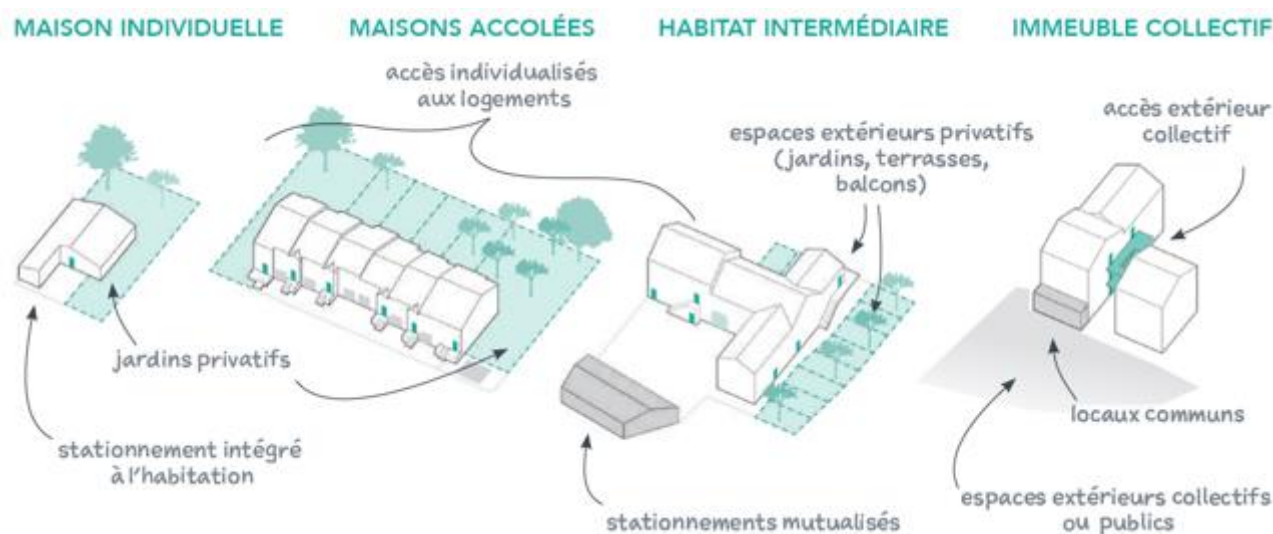 MAISON INDIVIDUELLE
MAISONS ACCOLÉES
HABITAT INTERMÉDIAIRE
IMMEUBLE COLLECTIF
accès individualisés
aux logements
espaces extérieurs privatifs
(jardins, terrasses,
balcons)
accès extérieur
collectif
jardins privatifs
locaux communs
stationnement intégré
à l'habitation
stationnements mutualisés
espaces extérieurs collectifs
ou publics